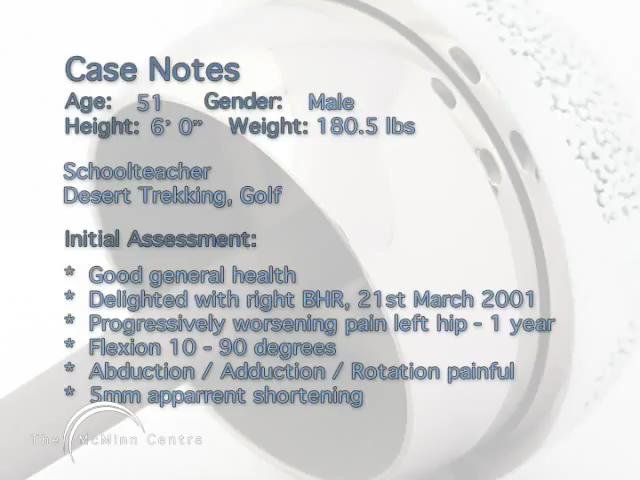 Case Notes
Age: 51 Gender: Male
Height: 6' 0" Weight: 180.5 lbs
Schoolteacher
Desert Trekking, Golf
Initial Assessment:
* Good general health
* Delighted with right BHR, 21st March 2001
* Progressively worsening pain left hip - 1 year
* Flexion 10 - 90 degrees
* Abduction / Adduction / Rotation painful
* 5mm apparrent shortening
The McMinn Centre